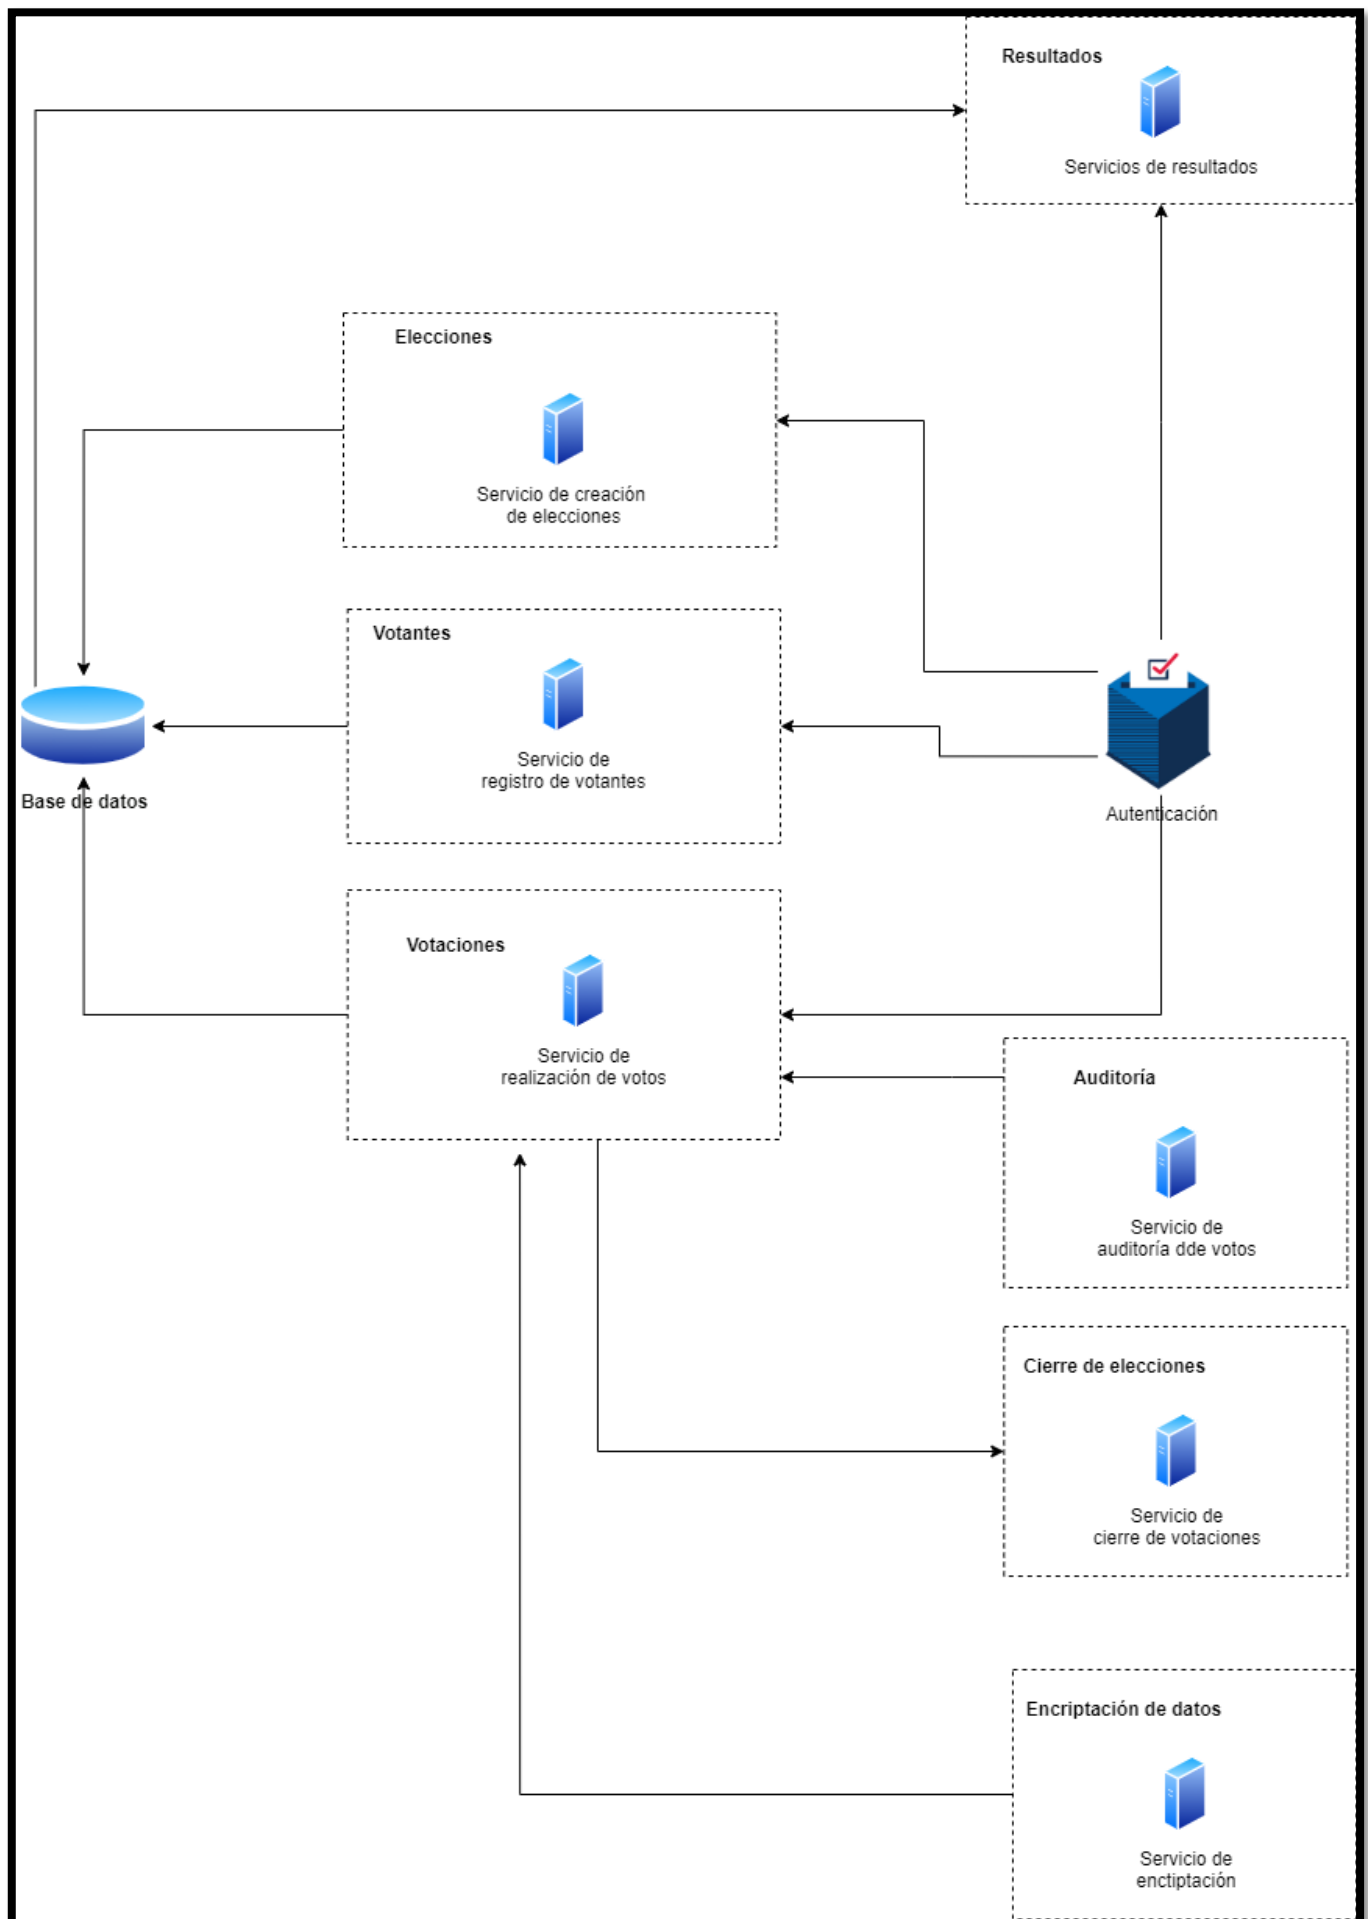 Resultados
Servicios de resultados
Elecciones
Servicio de creación
de elecciones
Votantes
Servicio de
registro de votantes
Base de datos
Autenticación
Votaciones
Servicio de
realización de votos
Auditoría
Servicio de
auditoría dde votos
Cierre de elecciones
Servicio de
cierre de votaciones
Encriptación de datos
Servicio de
enctiptación